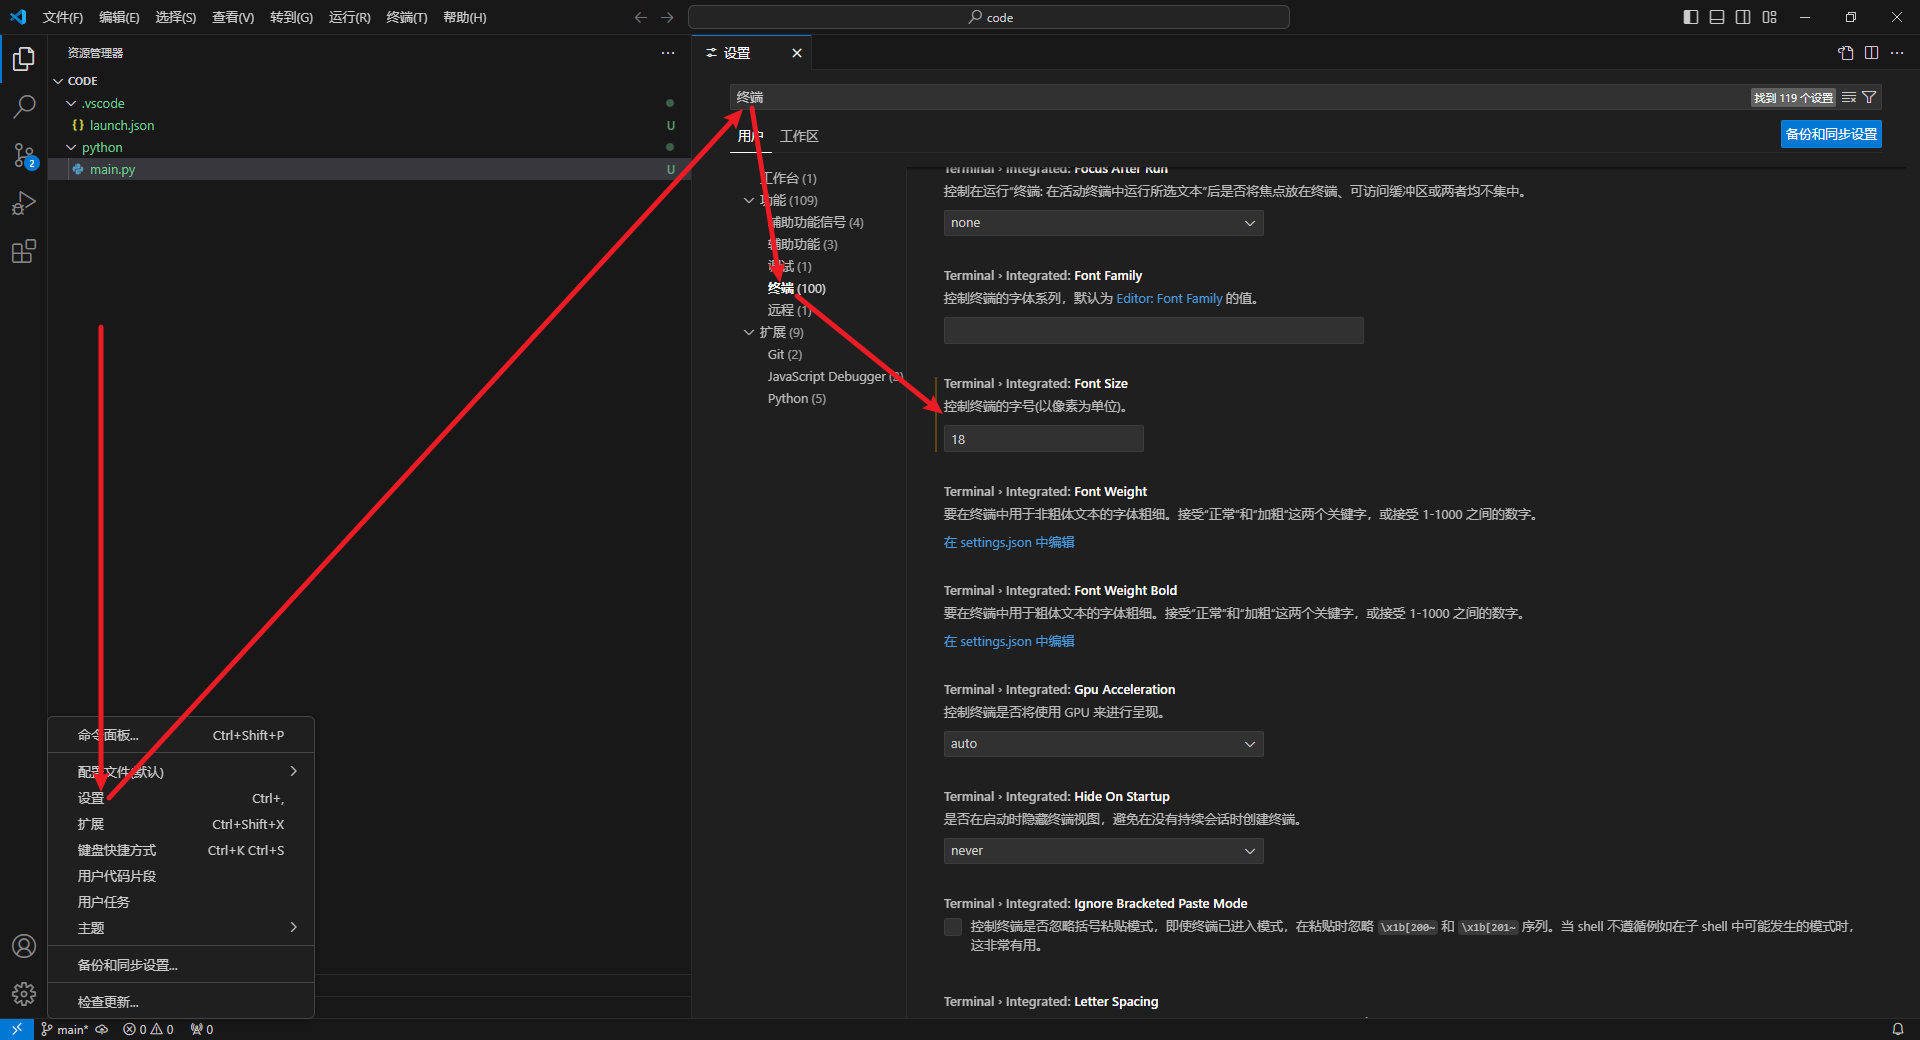 文件(F) 编辑(E) 选择(S) 查看(V) 转到(G) 运行(R) 终端(T) 帮助(H)
code
资源管理器
CODE
.vscode
launch.json U
python
main.py U
2
命令面板... Ctrl+Shift+P
配置文件(默认)
设置 Ctrl+,
扩展 Ctrl+Shift+X
键盘快捷方式 Ctrl+K Ctrl+S
用户代码片段
用户任务
主题
备份和同步设置...
检查更新...
设置
终端
找到 119 个设置
用户 工作区
备份和同步设置
工作台 (1)
功能 (109)
辅助功能信号 (4)
辅助功能 (3)
调试 (1)
终端 (100)
远程 (1)
扩展 (9)
Git (2)
JavaScript Debugger (2)
Python (5)
Terminal › Integrated: Focus After Run
控制在运行“终端: 在活动终端中运行所选文本”后是否将焦点放在终端、可访问缓冲区或两者均不集中。
none
Terminal › Integrated: Font Family
控制终端的字体系列，默认为 Editor: Font Family 的值。
Terminal › Integrated: Font Size
控制终端的字号(以像素为单位)。
18
Terminal › Integrated: Font Weight
要在终端中用于非粗体文本的字体粗细。接受“正常”和“加粗”这两个关键字，或接受 1-1000 之间的数字。
在 settings.json 中编辑
Terminal › Integrated: Font Weight Bold
要在终端中用于粗体文本的字体粗细。接受“正常”和“加粗”这两个关键字，或接受 1-1000 之间的数字。
在 settings.json 中编辑
Terminal › Integrated: Gpu Acceleration
控制终端是否将使用 GPU 来进行呈现。
auto
Terminal › Integrated: Hide On Startup
是否在启动时隐藏终端视图，避免在没有持续会话时创建终端。
never
Terminal › Integrated: Ignore Bracketed Paste Mode
控制终端是否忽略括号粘贴模式，即使终端已进入模式，在粘贴时忽略 \x1b[200~ 和 \x1b[201~ 序列。当 shell 不遵循例如在子 shell 中可能发生的模式时，
这非常有用。
Terminal › Integrated: Letter Spacing
main* 0 0 0